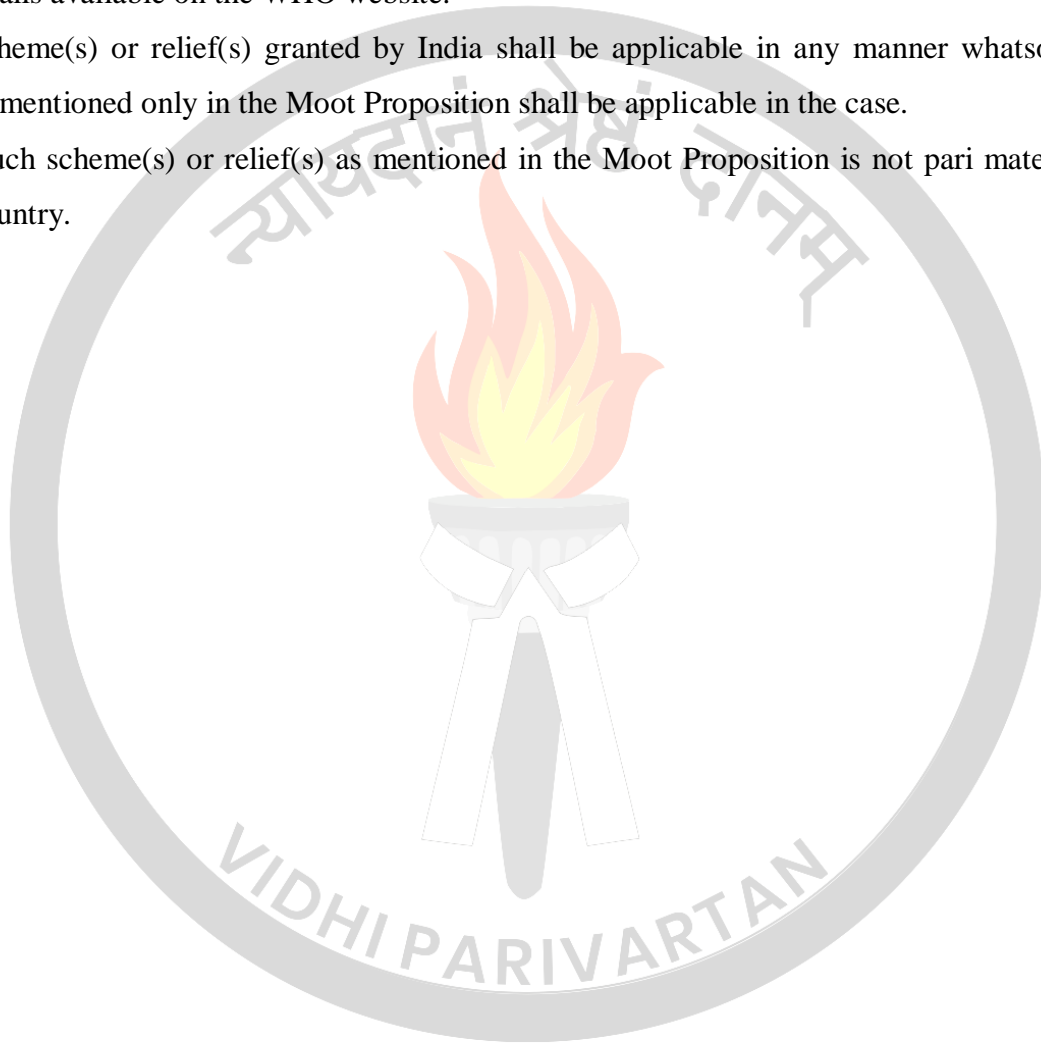 ails available on the WHO website.
heme(s) or relief(s) granted by India shall be applicable in any manner whatso
mentioned only in the Moot Proposition shall be applicable in the case.
uch scheme(s) or relief(s) as mentioned in the Moot Proposition is not pari mate
untry.
न्यायदानं श्रेष्ठं दानम्
VIDHI PARIVARTAN